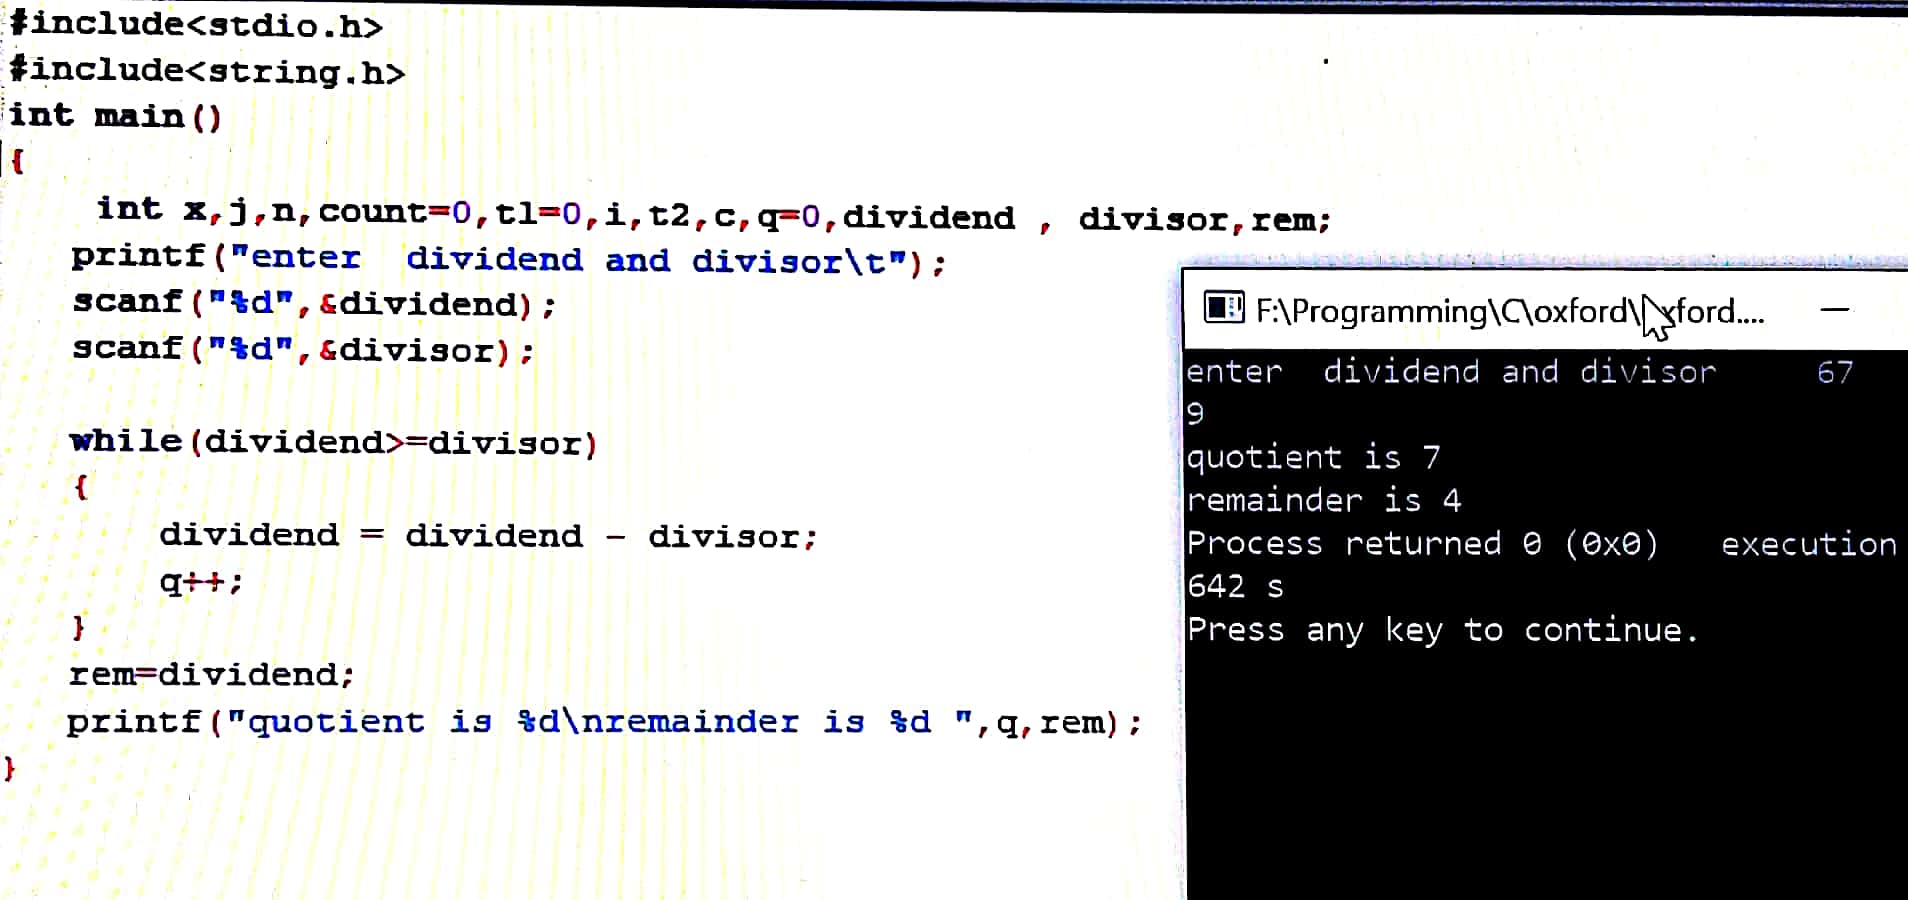 #include<stdio.h>
#include<string.h>
int main()
{
int x,j,n,count=0,t1=0,i,t2,c,q=0,dividend , divisor,rem;
printf("enter  dividend and divisor\t");
scanf("%d",&dividend);
scanf("%d",&divisor);
while(dividend>=divisor)
{
dividend = dividend - divisor;
q++;
}
rem=dividend;
printf("quotient is %d\nremainder is %d ",q,rem);
}
F:\Programming\C\oxford\oxford....
enter  dividend and divisor     67
9
quotient is 7
remainder is 4
Process returned 0 (0x0)   execution
642 s
Press any key to continue.